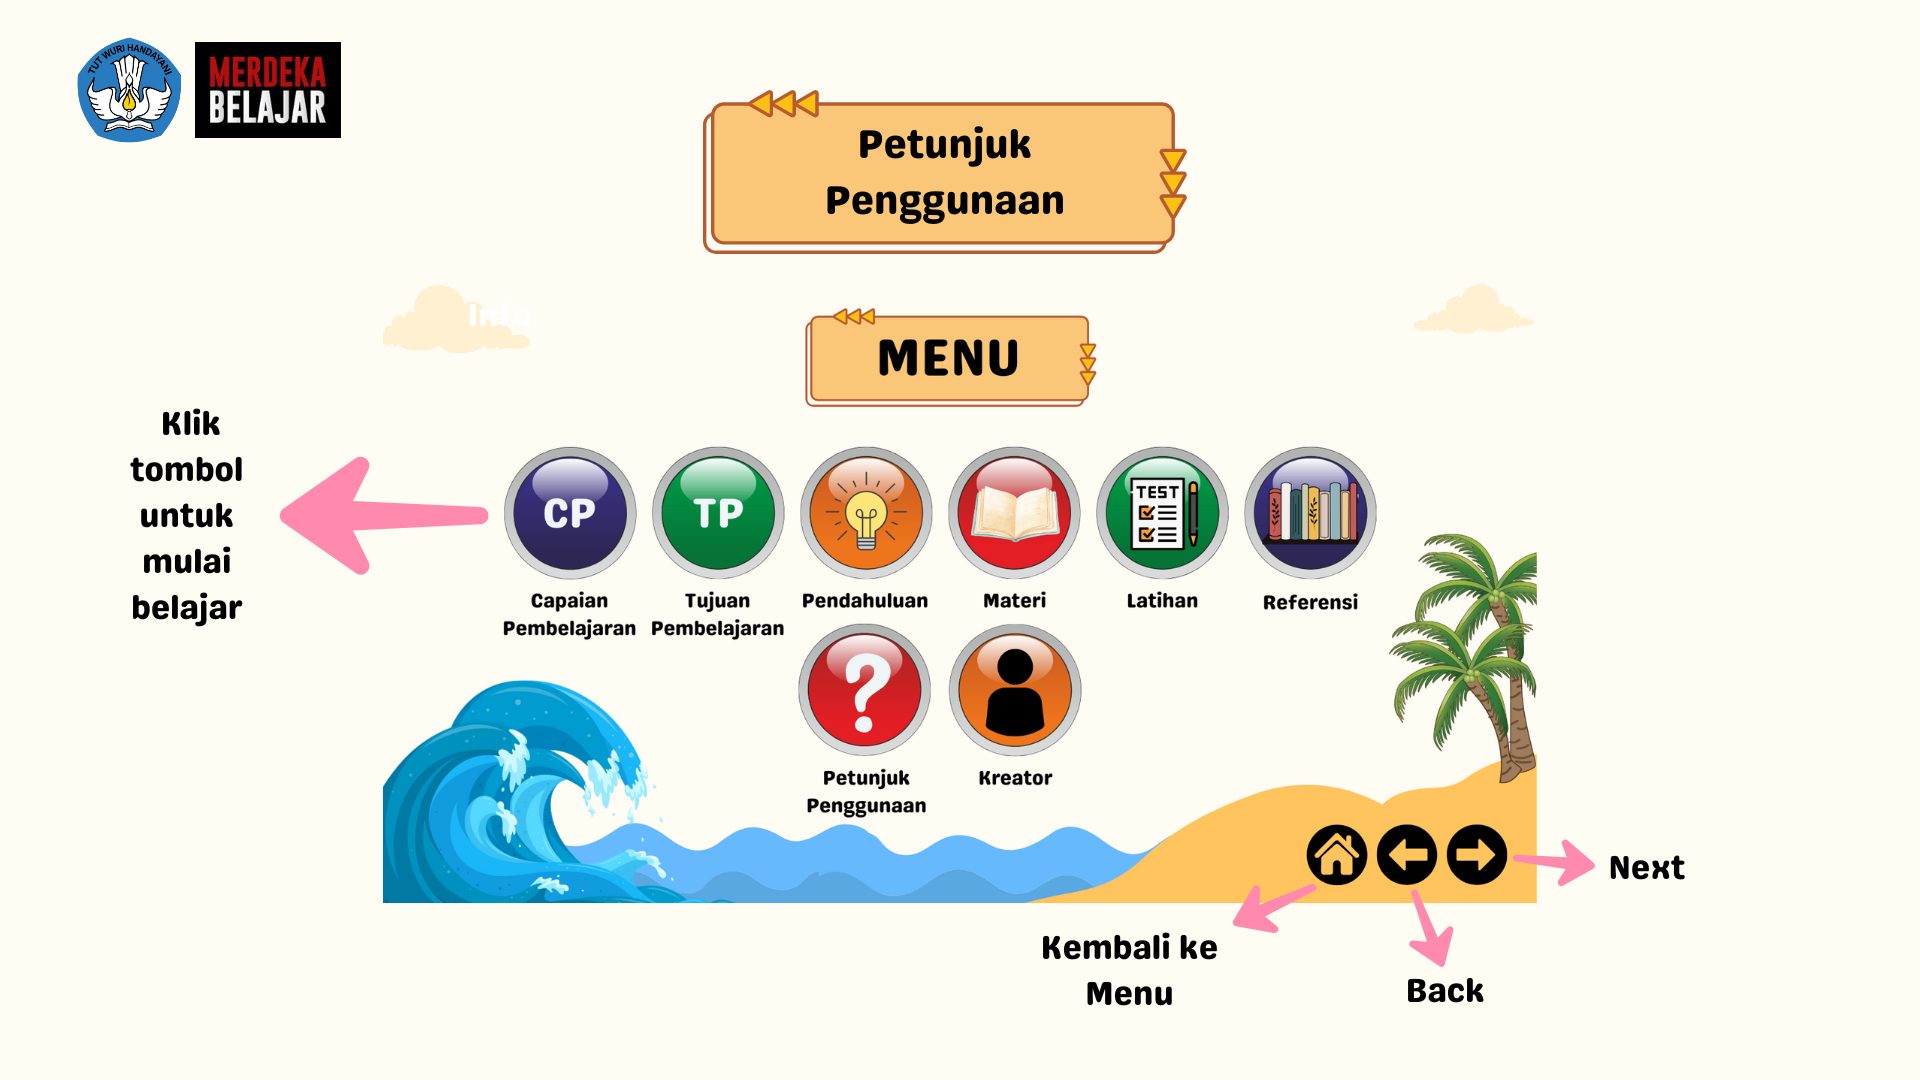 TUT WURI HANDAYANI
MERDEKA
BELAJAR
Petunjuk
Penggunaan
Info
MENU
Klik
tombol
untuk
mulai
belajar
CP
TP
TEST
Capaian
Pembelajaran
Tujuan
Pembelajaran
Pendahuluan
Materi
Latihan
Referensi
?
Petunjuk
Penggunaan
Kreator
Next
Kembali ke
Menu
Back